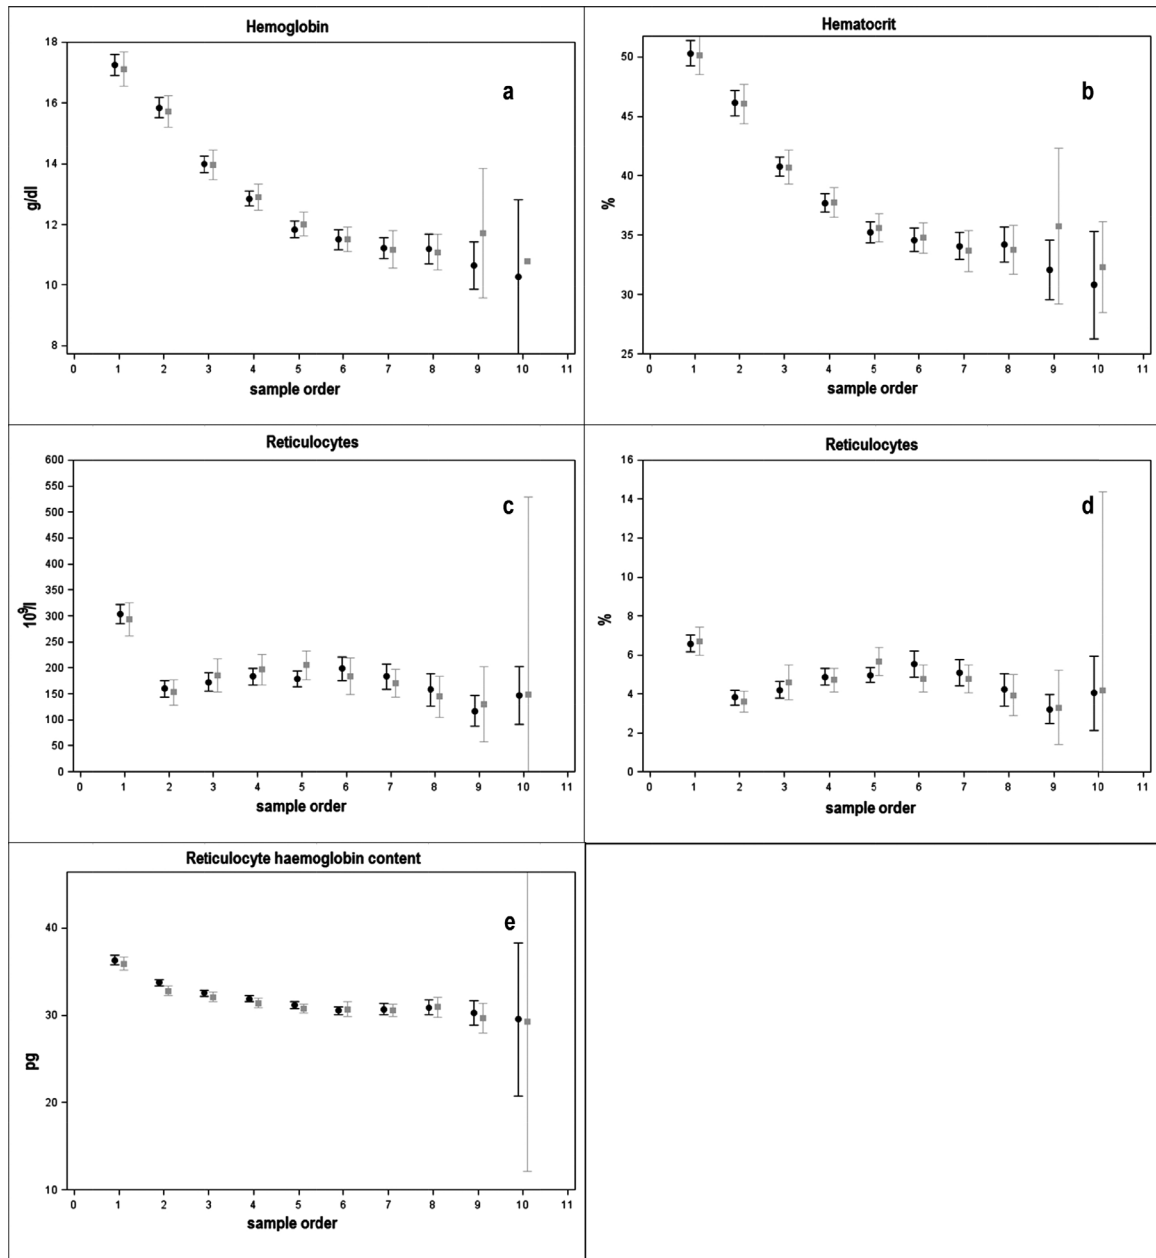 Hemoglobin
a
g/dl
18
16
14
12
10
8
0 1 2 3 4 5 6 7 8 9 10 11
sample order
Hematocrit
b
%
50
45
40
35
30
25
0 1 2 3 4 5 6 7 8 9 10 11
sample order
Reticulocytes
c
10⁹/l
600
550
500
450
400
350
300
250
200
150
100
50
0
0 1 2 3 4 5 6 7 8 9 10 11
sample order
Reticulocytes
d
%
16
14
12
10
8
6
4
2
0
0 1 2 3 4 5 6 7 8 9 10 11
sample order
Reticulocyte haemoglobin content
e
pg
40
30
20
10
0 1 2 3 4 5 6 7 8 9 10 11
sample order